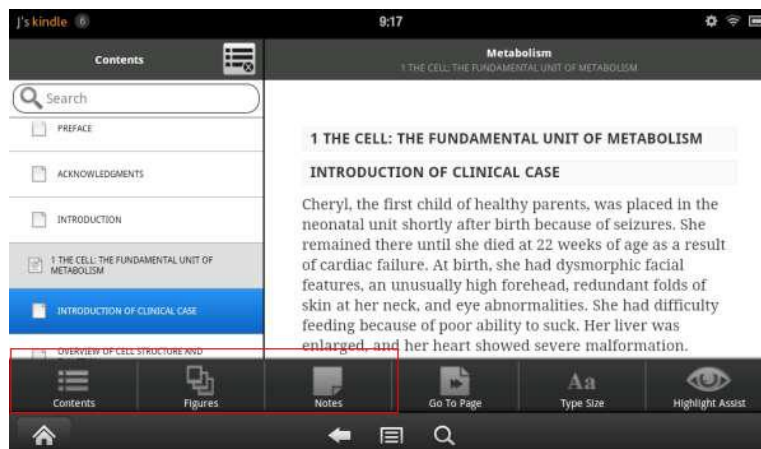 J's kindle 6
9:17
Contents
Metabolism
1 THE CELL: THE FUNDAMENTAL UNIT OF METABOLISM
Search
PREFACE
ACKNOWLEDGMENTS
INTRODUCTION
1 THE CELL: THE FUNDAMENTAL UNIT OF
METABOLISM
INTRODUCTION OF CLINICAL CASE
OVERVIEW OF CELL STRUCTURE AND
1 THE CELL: THE FUNDAMENTAL UNIT OF METABOLISM
INTRODUCTION OF CLINICAL CASE
Cheryl, the first child of healthy parents, was placed in the
neonatal unit shortly after birth because of seizures. She
remained there until she died at 22 weeks of age as a result
of cardiac failure. At birth, she had dysmorphic facial
features, an unusually high forehead, redundant folds of
skin at her neck, and eye abnormalities. She had difficulty
feeding because of poor ability to suck. Her liver was
enlarged, and her heart showed severe malformation.
Contents
Figures
Notes
Go To Page
Aa
Type Size
Highlight Assist